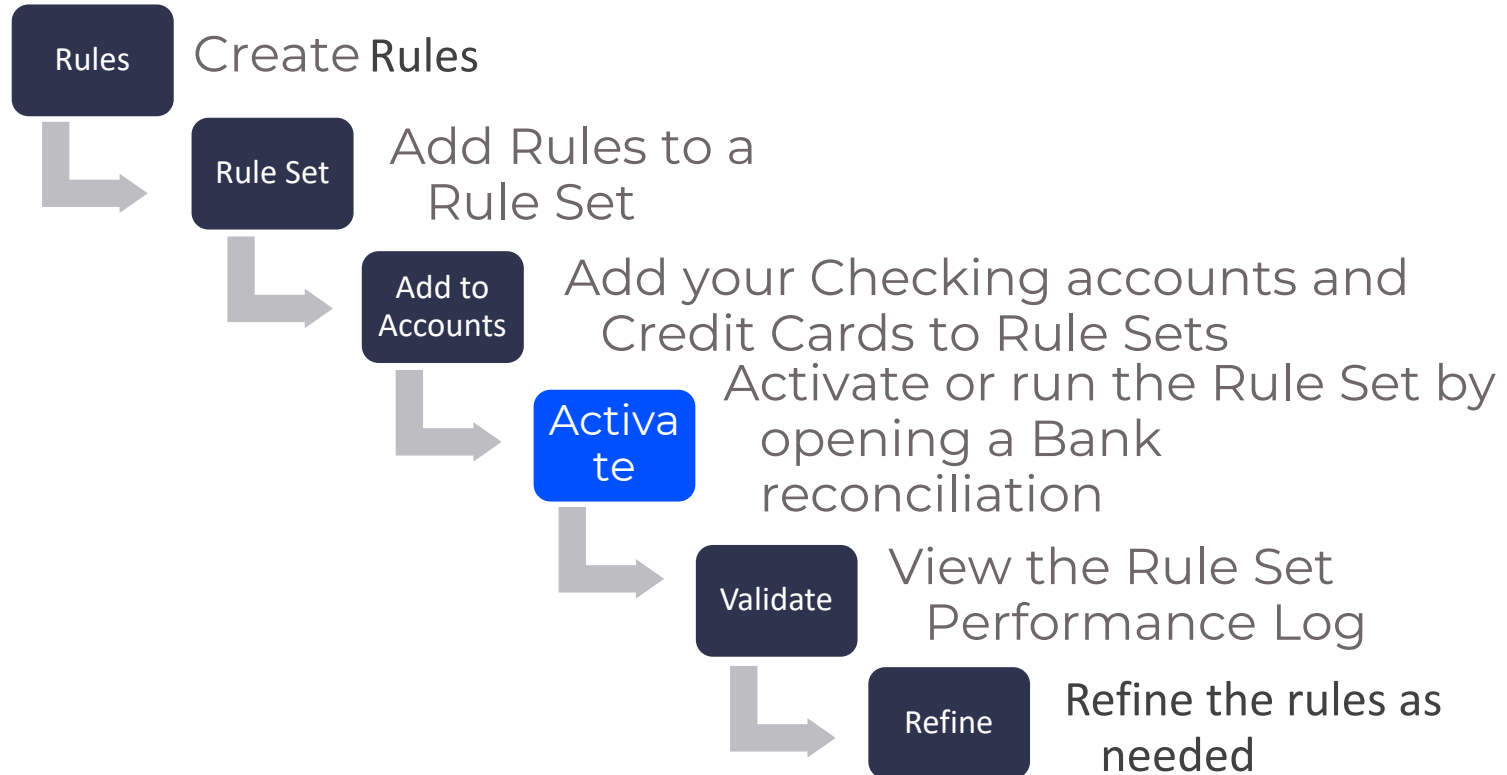 Rules
Create Rules
Rule Set
Add Rules to a
Rule Set
Add to
Accounts
Add your Checking accounts and
Credit Cards to Rule Sets
Activa
te
Activate or run the Rule Set by
opening a Bank
reconciliation
Validate
View the Rule Set
Performance Log
Refine
Refine the rules as
needed